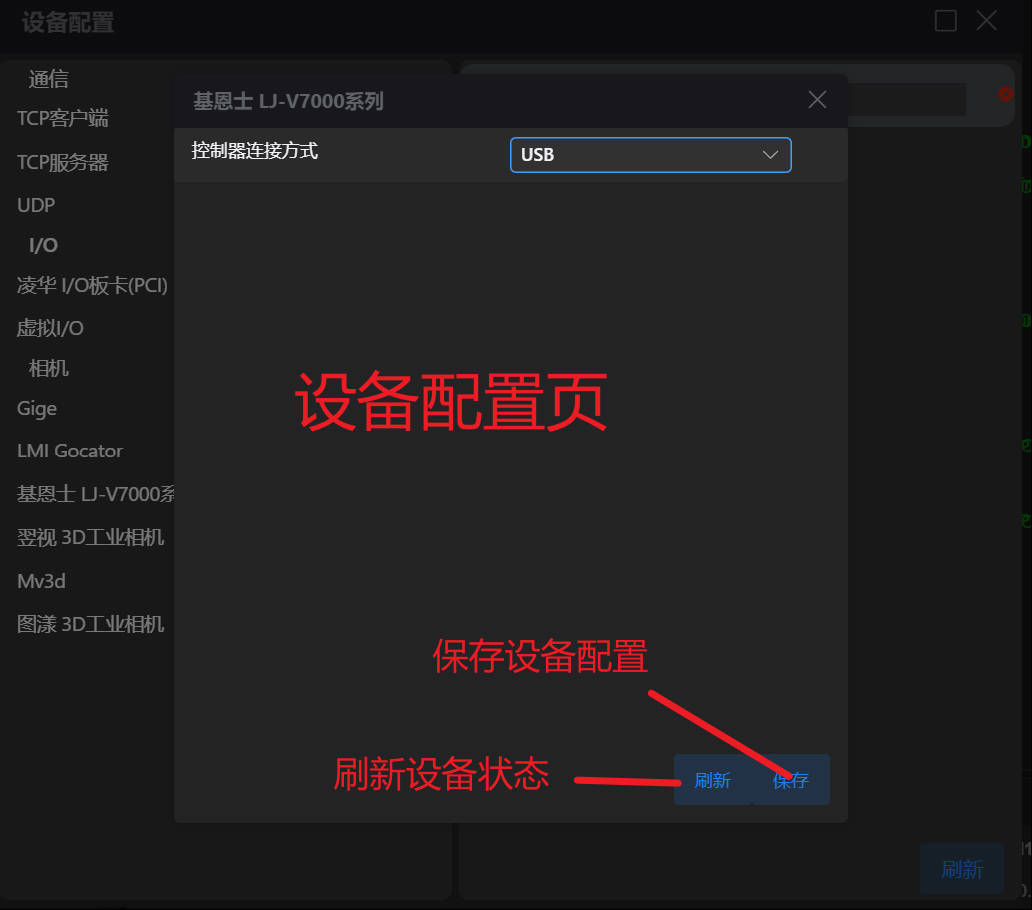 设备配置
通信
TCP客户端
TCP服务器
UDP
I/O
凌华 I/O板卡(PCI)
虚拟I/O
相机
Gige
LMI Gocator
基恩士 LJ-V7000系
翌视 3D工业相机
Mv3d
图漾 3D工业相机
基恩士 LJ-V7000系列
控制器连接方式
USB
设备配置页
保存设备配置
刷新设备状态
刷新
保存
刷新